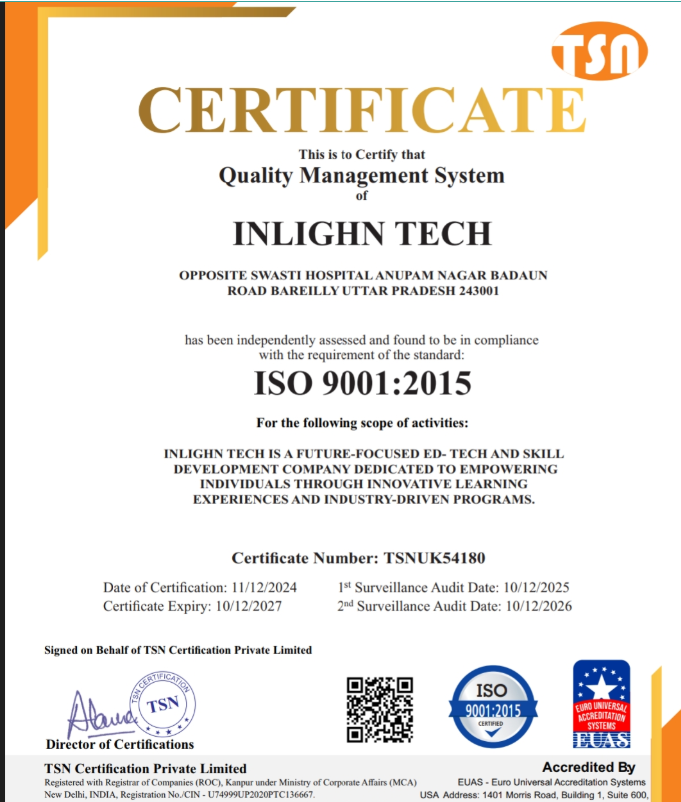 TSN
CERTIFICATE
This is to Certify that
Quality Management System
of
INLIGHN TECH
OPPOSITE SWASTI HOSPITAL ANUPAM NAGAR BADAUN
ROAD BAREILLY UTTAR PRADESH 243001
has been independently assessed and found to be in compliance
with the requirement of the standard:
ISO 9001:2015
For the following scope of activities:
INLIGHN TECH IS A FUTURE-FOCUSED ED- TECH AND SKILL
DEVELOPMENT COMPANY DEDICATED TO EMPOWERING
INDIVIDUALS THROUGH INNOVATIVE LEARNING
EXPERIENCES AND INDUSTRY-DRIVEN PROGRAMS.
Certificate Number: TSNUK54180
Date of Certification: 11/12/2024
Certificate Expiry: 10/12/2027
1st Surveillance Audit Date: 10/12/2025
2nd Surveillance Audit Date: 10/12/2026
Signed on Behalf of TSN Certification Private Limited
TSN CERTIFICATION
TSN
Director of Certifications
ISO
9001:2015
CERTIFIED
EURO UNIVERSAL
ACCREDITATION
SYSTEMS
EUAS
TSN Certification Private Limited
Registered with Registrar of Companies (ROC), Kanpur under Ministry of Corporate Affairs (MCA)
New Delhi, INDIA, Registration No./CIN - U74999UP2020PTC136667.
Accredited By
EUAS - Euro Universal Accreditation Systems
USA Address: 1401 Morris Road, Building 1, Suite 600,